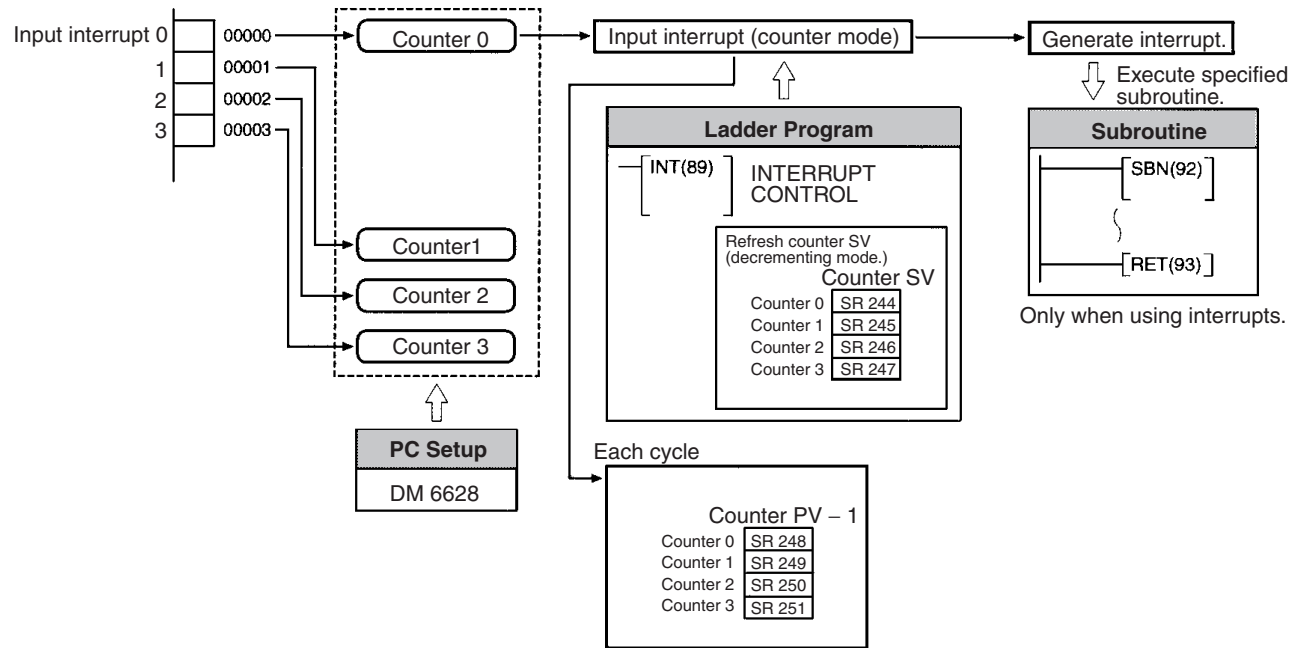 Input interrupt 0
00000
1
00001
2
00002
3
00003
Counter 0
Counter1
Counter 2
Counter 3
PC Setup
DM 6628
Input interrupt (counter mode)
Generate interrupt.
Execute specified
subroutine.
Ladder Program
INT(89)
INTERRUPT
CONTROL
Refresh counter SV
(decrementing mode.)
Counter SV
Counter 0 SR 244
Counter 1 SR 245
Counter 2 SR 246
Counter 3 SR 247
Subroutine
SBN(92)
RET(93)
Only when using interrupts.
Each cycle
Counter PV – 1
Counter 0 SR 248
Counter 1 SR 249
Counter 2 SR 250
Counter 3 SR 251